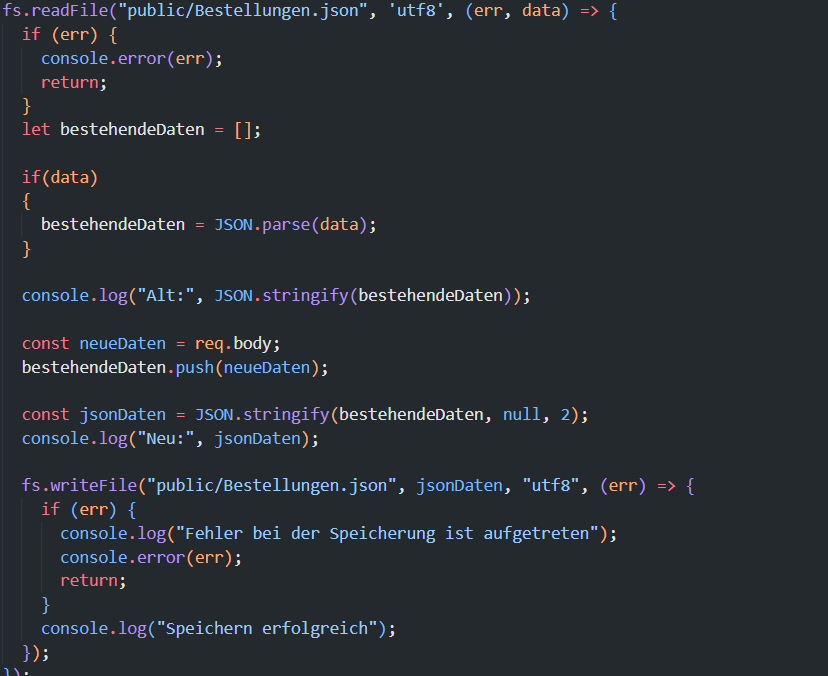 fs.readFile("public/Bestellungen.json", 'utf8', (err, data) => {
  if (err) {
    console.error(err);
    return;
  }
  let bestehendeDaten = [];

  if(data)
  {
    bestehendeDaten = JSON.parse(data);
  }

  console.log("Alt:", JSON.stringify(bestehendeDaten));

  const neueDaten = req.body;
  bestehendeDaten.push(neueDaten);

  const jsonDaten = JSON.stringify(bestehendeDaten, null, 2);
  console.log("Neu:", jsonDaten);

  fs.writeFile("public/Bestellungen.json", jsonDaten, "utf8", (err) => {
    if (err) {
      console.log("Fehler bei der Speicherung ist aufgetreten");
      console.error(err);
      return;
    }
    console.log("Speichern erfolgreich");
  });
});